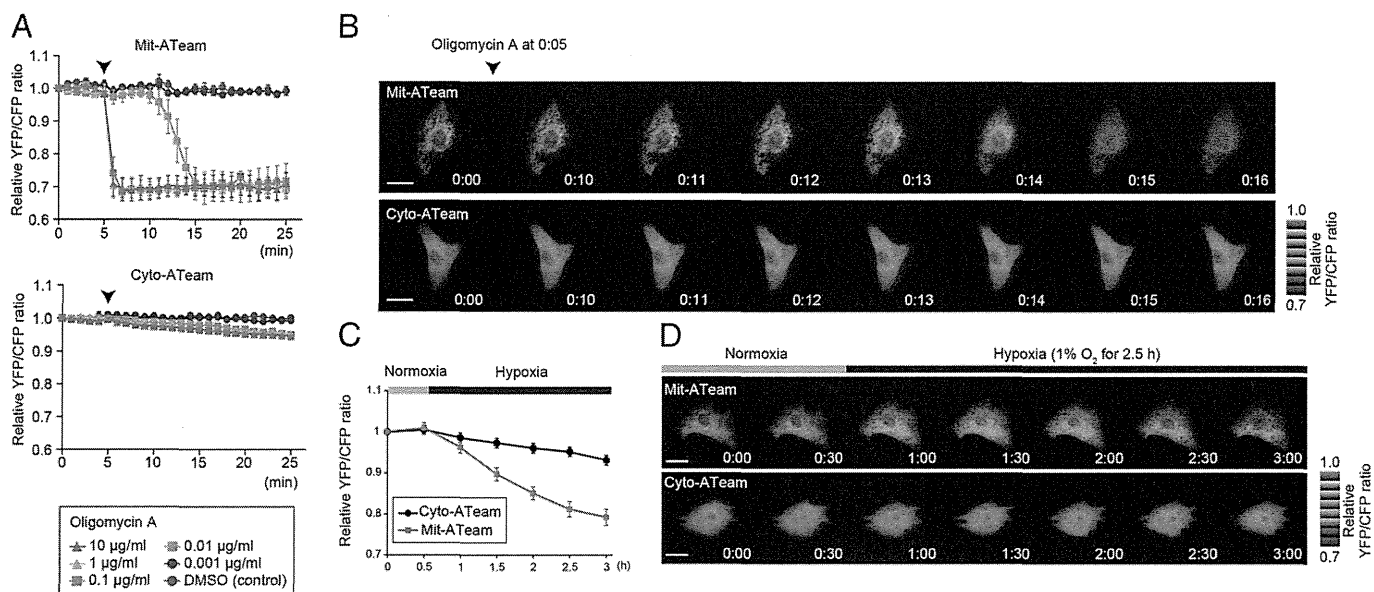 A
Mit-ATeam
Relative YFP/CFP ratio
1.1
1.0
0.9
0.8
0.7
0.6
0 5 10 15 20 25
(min)
Cyto-ATeam
Relative YFP/CFP ratio
1.1
1.0
0.9
0.8
0.7
0.6
0 5 10 15 20 25
(min)
Oligomycin A
10 µg/ml
1 µg/ml
0.1 µg/ml
0.01 µg/ml
0.001 µg/ml
DMSO (control)
B
Oligomycin A at 0:05
Mit-ATeam
0:00 0:10 0:11 0:12 0:13 0:14 0:15 0:16
Cyto-ATeam
0:00 0:10 0:11 0:12 0:13 0:14 0:15 0:16
1.0
Relative
YFP/CFP ratio
0.7
C
Normoxia Hypoxia
Relative YFP/CFP ratio
1.1
1
0.9
0.8
0.7
Cyto-ATeam
Mit-ATeam
0 0.5 1 1.5 2 2.5 3 (h)
D
Normoxia Hypoxia (1% O2 for 2.5 h)
Mit-ATeam
0:00 0:30 1:00 1:30 2:00 2:30 3:00
Cyto-ATeam
0:00 0:30 1:00 1:30 2:00 2:30 3:00
1.0
Relative
YFP/CFP ratio
0.7